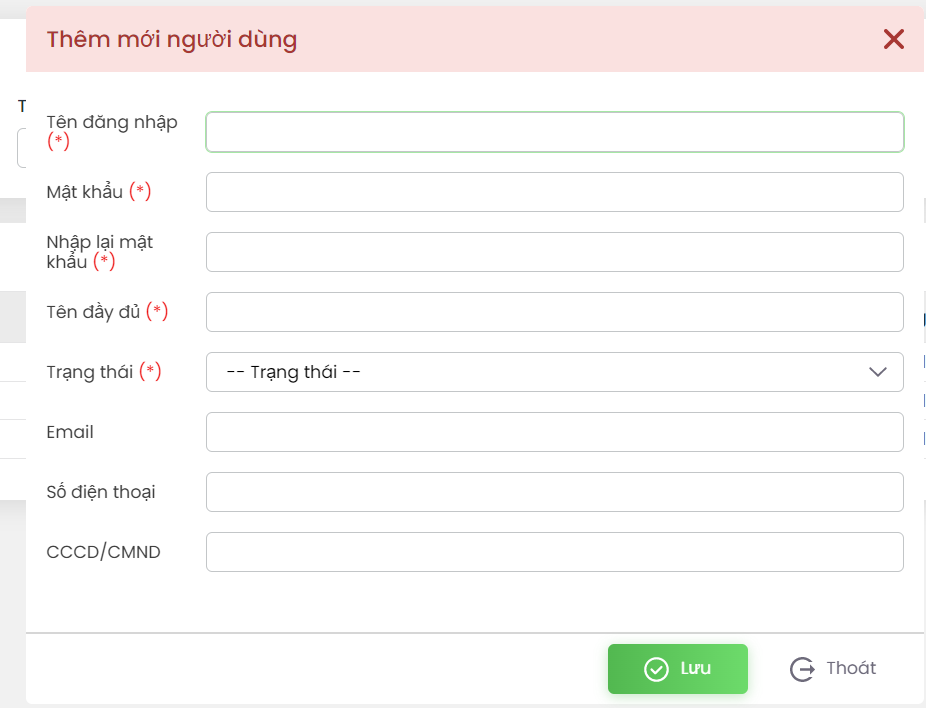 Thêm mới người dùng
T
Tên đăng nhập
(*)
Mật khẩu (*)
Nhập lại mật
khẩu (*)
Tên đầy đủ (*)
Trạng thái (*)
-- Trạng thái --
Email
Số điện thoại
CCCD/CMND
Lưu
Thoát